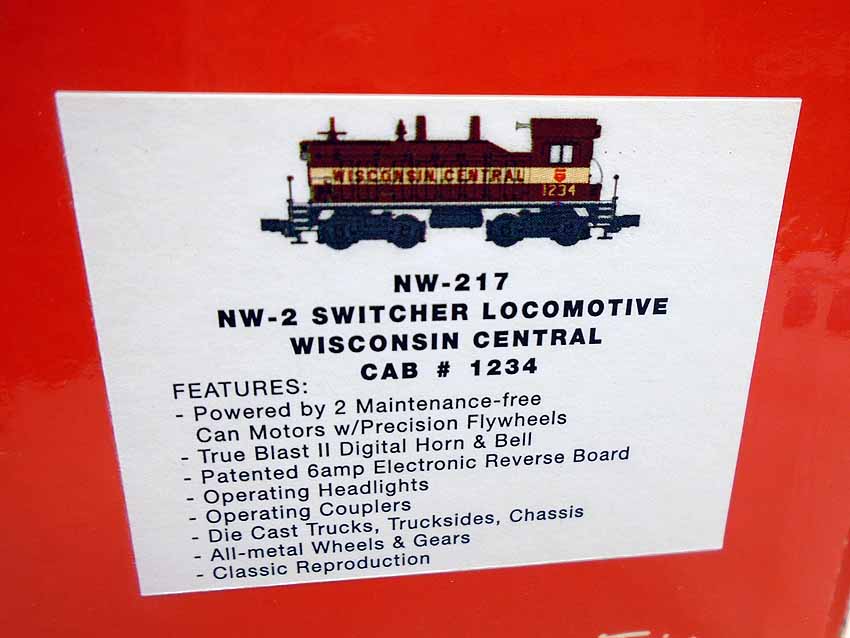 WISCONSIN CENTRAL
1234
NW-217
NW-2 SWITCHER LOCOMOTIVE
WISCONSIN CENTRAL
CAB # 1234
FEATURES:
- Powered by 2 Maintenance-free
Can Motors w/Precision Flywheels
- True Blast II Digital Horn & Bell
- Patented 6amp Electronic Reverse Board
- Operating Headlights
- Operating Couplers
- Die Cast Trucks, Trucksides, Chassis
- All-metal Wheels & Gears
- Classic Reproduction